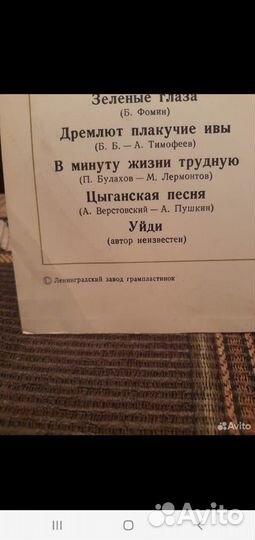 Зеленые глаза
(Б. Фомин)
Дремлют плакучие ивы
(Б. Б. — А. Тимофеев)
В минуту жизни трудную
(П. Булахов — М. Лермонтов)
Цыганская песня
(А. Верстовский — А. Пушкин)
Уйди
(автор неизвестен)
© Ленинградский завод грампластинок
Avito
Avito